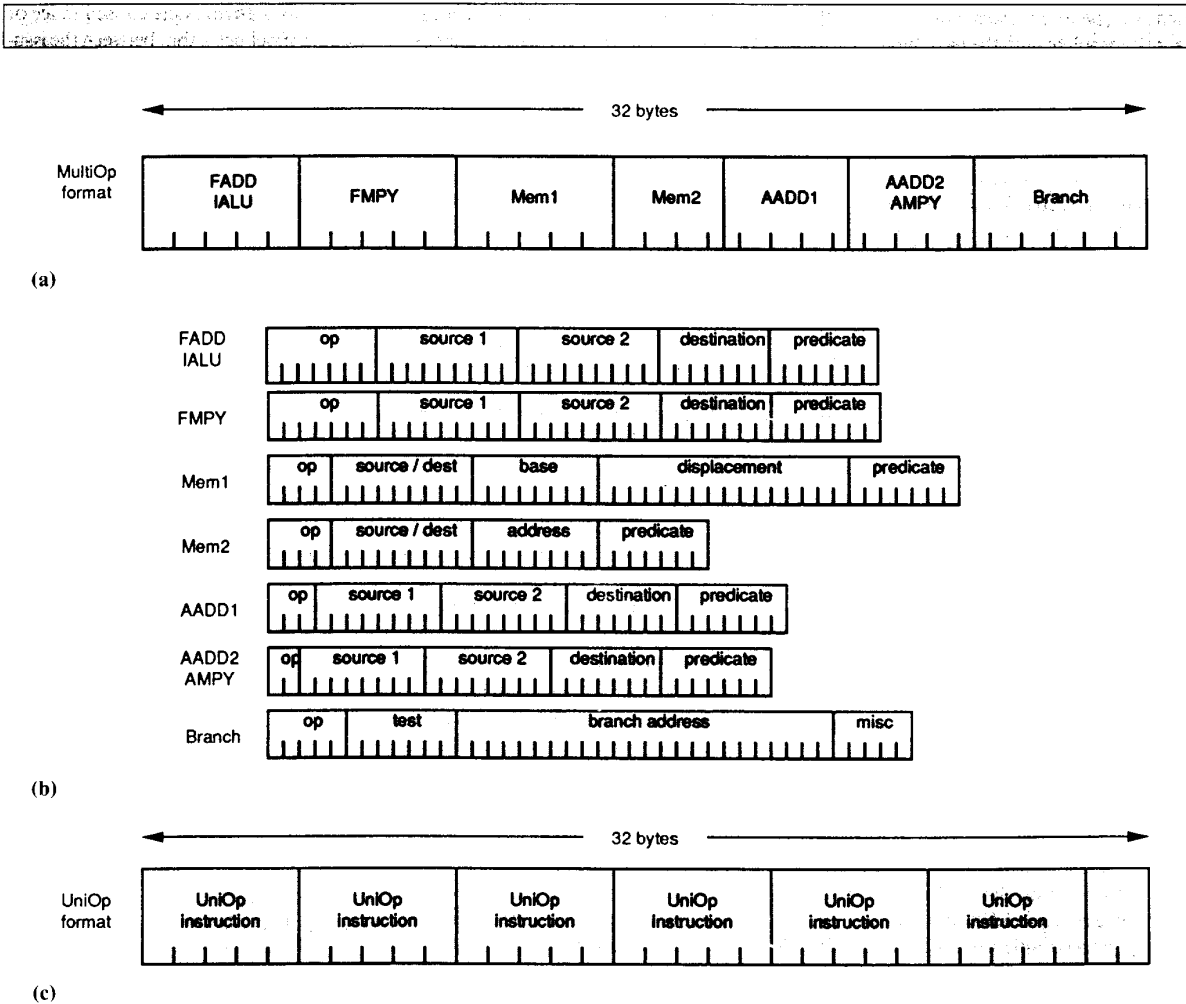 32 bytes
MultiOp format
FADD IALU
FMPY
Mem1
Mem2
AADD1
AADD2 AMPY
Branch
(a)
FADD IALU
op source 1 source 2 destination predicate
FMPY
op source 1 source 2 destination predicate
Mem1
op source / dest base displacement predicate
Mem2
op source / dest address predicate
AADD1
op source 1 source 2 destination predicate
AADD2 AMPY
op source 1 source 2 destination predicate
Branch
op test branch address misc
(b)
32 bytes
UniOp format
UniOp instruction
UniOp instruction
UniOp instruction
UniOp instruction
UniOp instruction
UniOp instruction
(c)